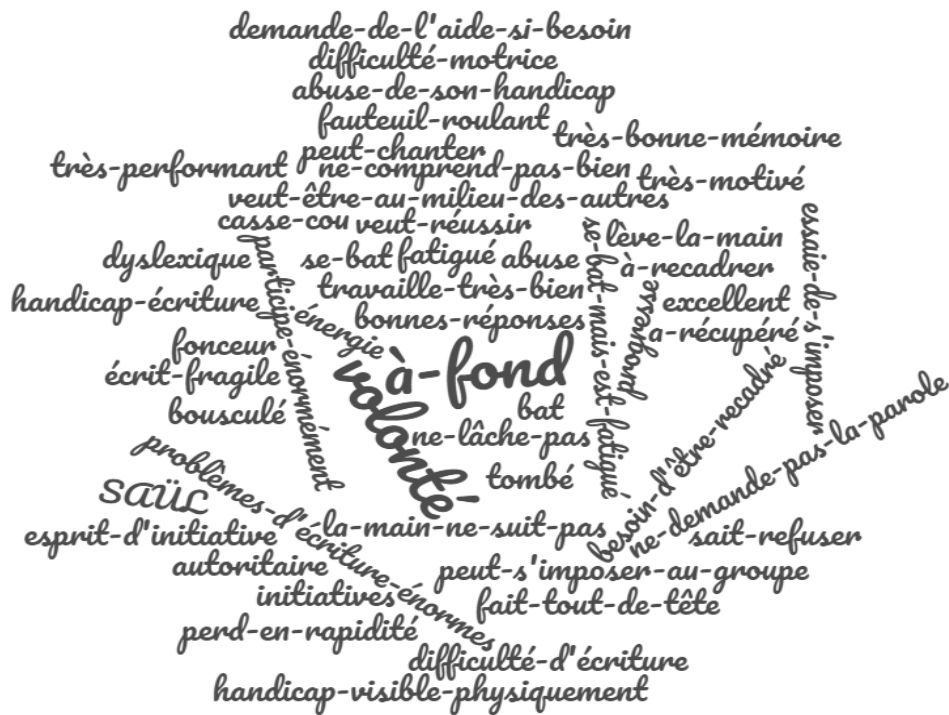 demande-de-l'aide-si-besoin
difficulté-motrice
abuse-de-son-handicap
fauteuil-roulant
très-bonne-mémoire
peut-chanter
très-performant
ne-comprend-pas-bien
très-motivé
veut-être-au-milieu-des-autres
casse-cou
veut-réussir
essaie-de-s'imposer
se-bat-mais-est-fatigué
lève-la-main
participe-énormément
dyslexique
se-bat
fatigué
abuse
à-recadrer
travaille-très-bien
agressé
handicap-écriture
énergie
excellent
bonnes-réponses
a-récupéré
fonceur
à-fond
volonté
écrit-fragile
bord
bousculé
bat
ne-lâche-pas
besoin-d'être-recadré
ne-demande-pas-la-parole
problèmes-d'écriture-énormes
tombé
SAÜL
esprit-d'initiative
la-main-ne-suit-pas
sait-refuser
autoritaire
peut-s'imposer-au-groupe
initiatives
fait-tout-de-tête
perd-en-rapidité
difficulté-d'écriture
handicap-visible-physiquement